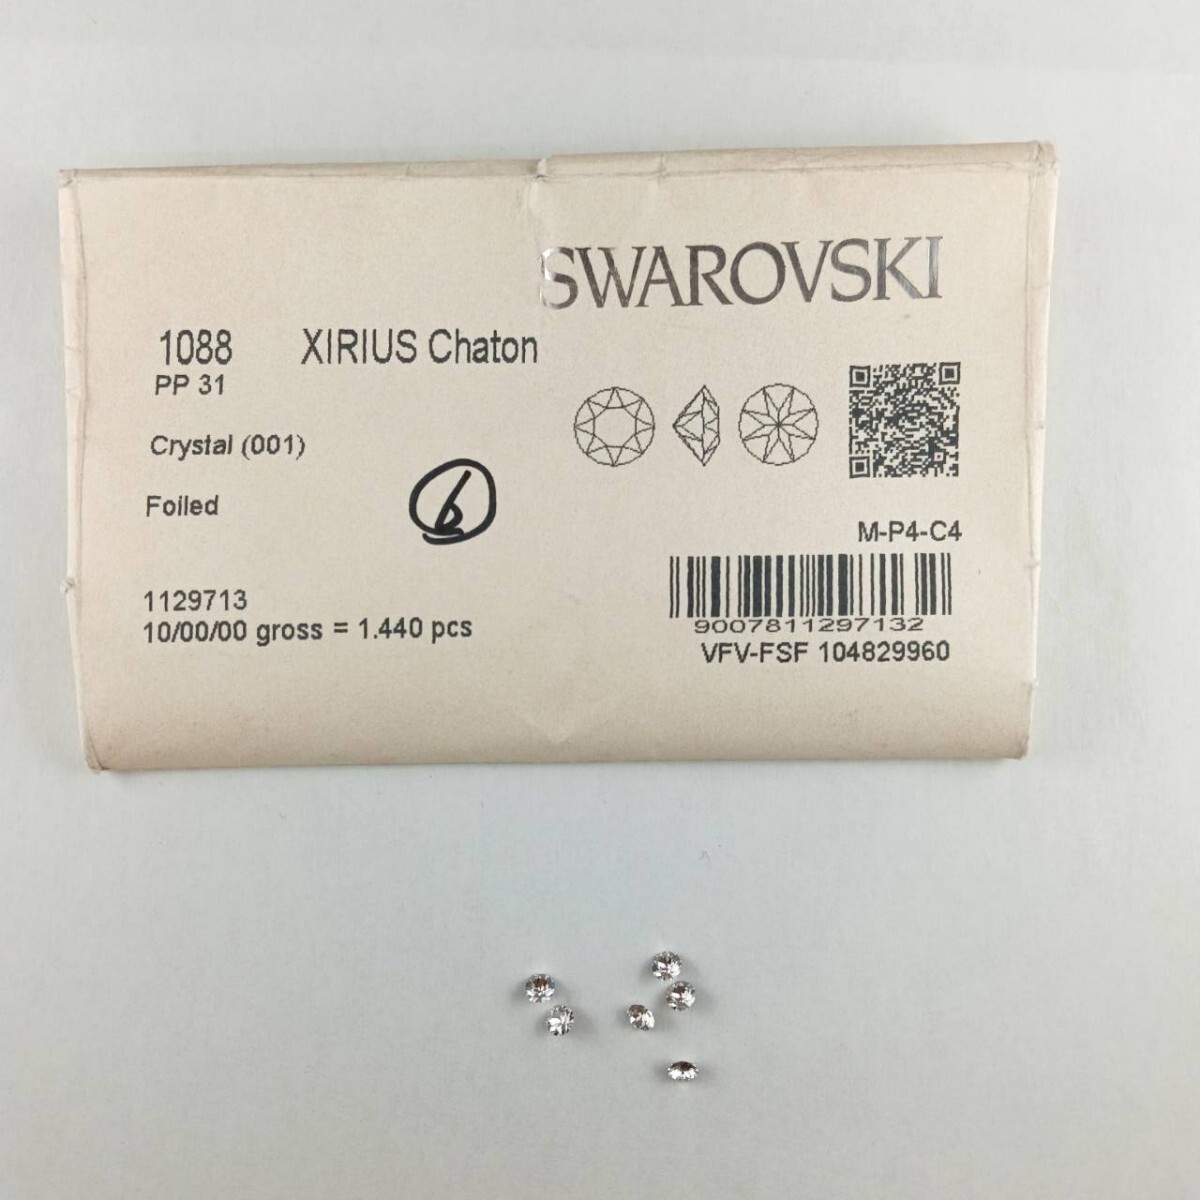 SWAROVSKI
1088 XIRIUS Chaton
PP 31
Crystal (001)
Foiled
6
M-P4-C4
1129713
10/00/00 gross = 1.440 pcs
9007811297132
VFV-FSF 104829960